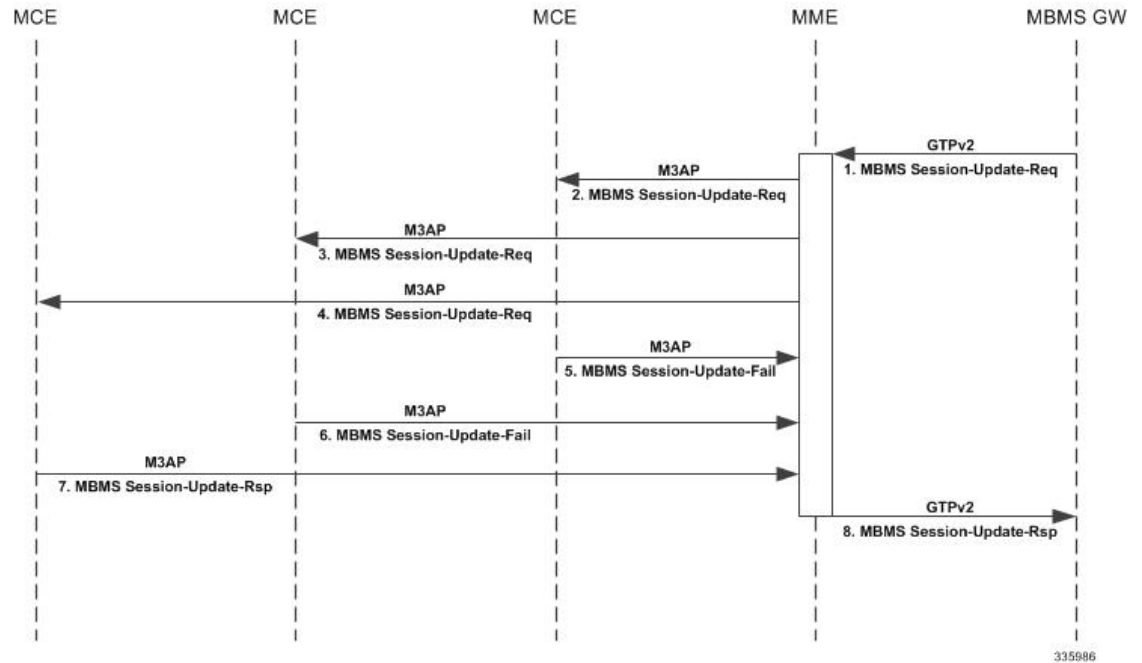 MCE MCE MCE MME MBMS GW
GTPv2
1. MBMS Session-Update-Req
M3AP
2. MBMS Session-Update-Req
M3AP
3. MBMS Session-Update-Req
M3AP
4. MBMS Session-Update-Req
M3AP
5. MBMS Session-Update-Fail
M3AP
6. MBMS Session-Update-Fail
M3AP
7. MBMS Session-Update-Rsp
GTPv2
8. MBMS Session-Update-Rsp
335986